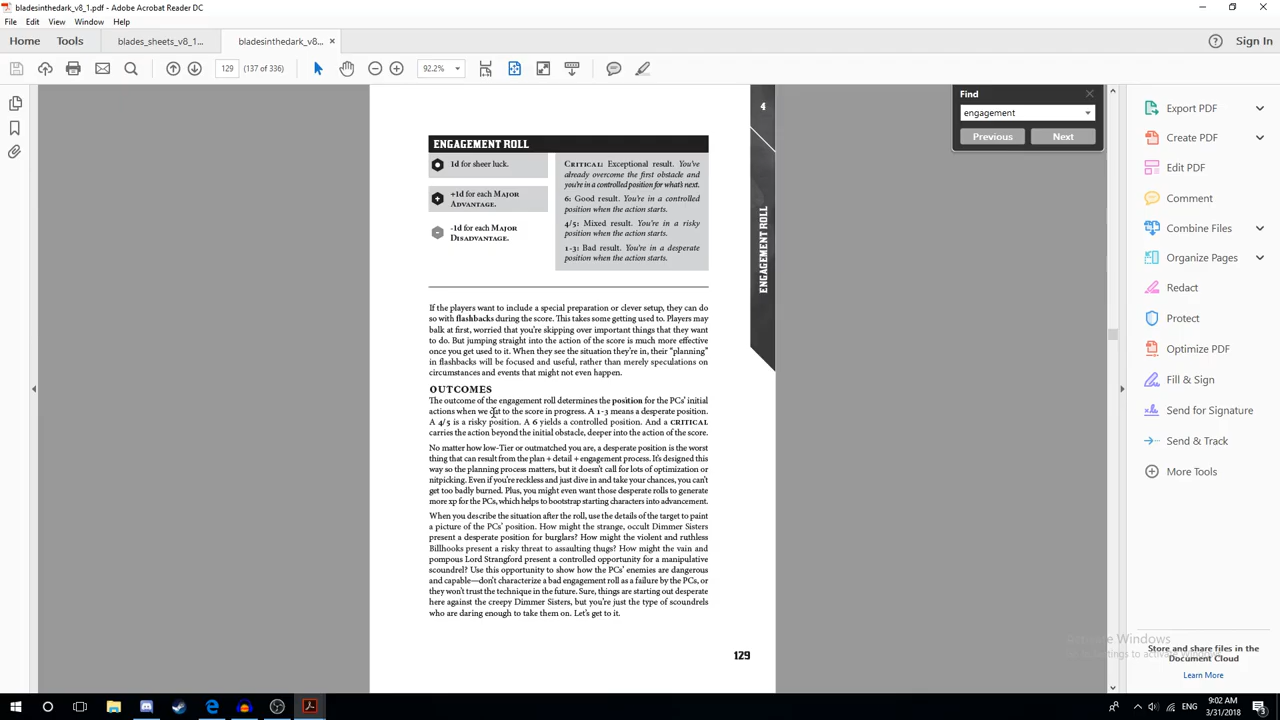 bladesinthedark_v8_1.pdf - Adobe Acrobat Reader DC
File Edit View Window Help
Home Tools blades_sheets_v8_1... bladesinthedark_v8... × Sign In
129 (137 of 336) 92.2%
Find
engagement
Previous Next
Export PDF
Create PDF
Edit PDF
Comment
Combine Files
Organize Pages
Redact
Protect
Optimize PDF
Fill & Sign
Send for Signature
Send & Track
More Tools
Store and share files in the
Document Cloud
Learn More
4
ENGAGEMENT ROLL
ENGAGEMENT ROLL
1d for sheer luck.
+1d for each MAJOR
ADVANTAGE.
-1d for each MAJOR
DISADVANTAGE.
CRITICAL: Exceptional result. You've
already overcome the first obstacle and
you're in a controlled position for what's next.
6: Good result. You're in a controlled
position when the action starts.
4/5: Mixed result. You're in a risky
position when the action starts.
1-3: Bad result. You're in a desperate
position when the action starts.
If the players want to include a special preparation or clever setup, they can do
so with flashbacks during the score. This takes some getting used to. Players may
balk at first, worried that you're skipping over important things that they want
to do. But jumping straight into the action of the score is much more effective
once you get used to it. When they see the situation they're in, their "planning"
in flashbacks will be focused and useful, rather than merely speculations on
circumstances and events that might not even happen.
OUTCOMES
The outcome of the engagement roll determines the position for the PCs' initial
actions when we cut to the score in progress. A 1-3 means a desperate position.
A 4/5 is a risky position. A 6 yields a controlled position. And a CRITICAL
carries the action beyond the initial obstacle, deeper into the action of the score.
No matter how low-Tier or outmatched you are, a desperate position is the worst
thing that can result from the plan + detail + engagement process. It's designed this
way so the planning process matters, but it doesn't call for lots of optimization or
nitpicking. Even if you're reckless and just dive in and take your chances, you can't
get too badly burned. Plus, you might even want those desperate rolls to generate
more xp for the PCs, which helps to bootstrap starting characters into advancement.
When you describe the situation after the roll, use the details of the target to paint
a picture of the PCs' position. How might the strange, occult Dimmer Sisters
present a desperate position for burglars? How might the violent and ruthless
Billhooks present a risky threat to assaulting thugs? How might the vain and
pompous Lord Strangford present a controlled opportunity for a manipulative
scoundrel? Use this opportunity to show how the PCs' enemies are dangerous
and capable—don't characterize a bad engagement roll as a failure by the PCs, or
they won't trust the technique in the future. Sure, things are starting out desperate
here against the creepy Dimmer Sisters, but you're just the type of scoundrels
who are daring enough to take them on. Let's get to it.
129
9:02 AM
3/31/2018